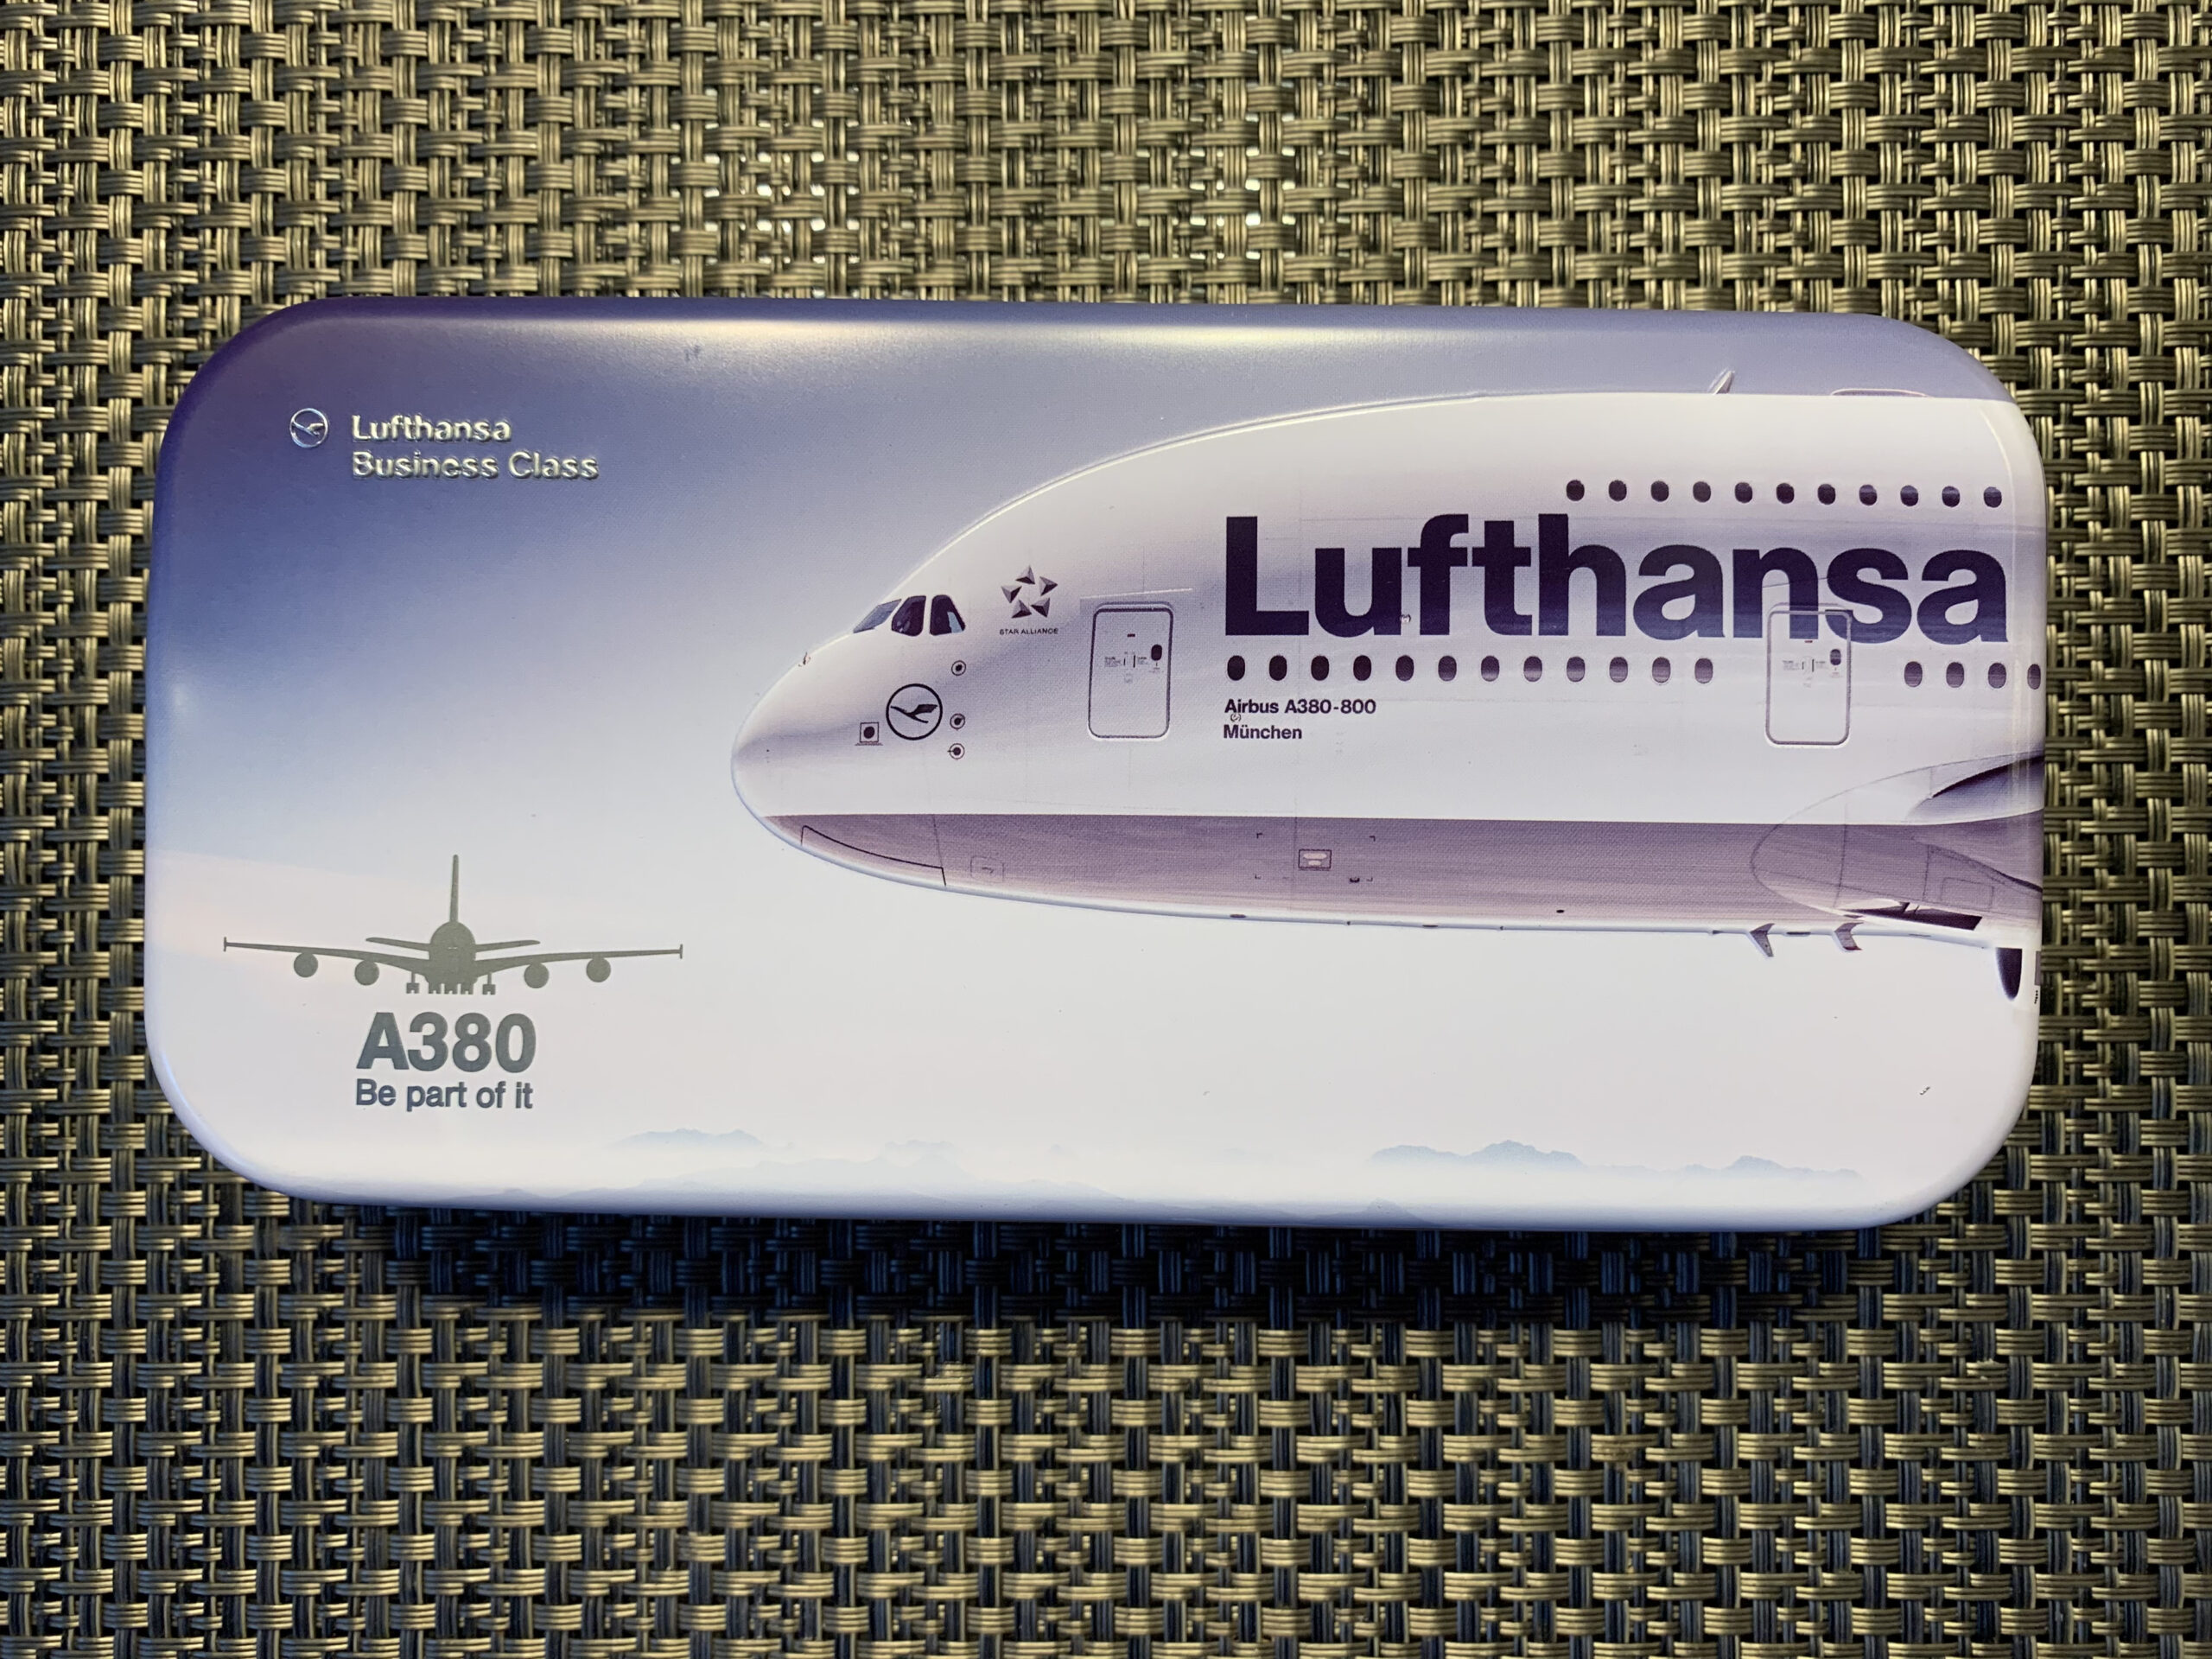 Lufthansa
Business Class
STAR ALLIANCE
Lufthansa
Airbus A380-800
München
A380
Be part of it